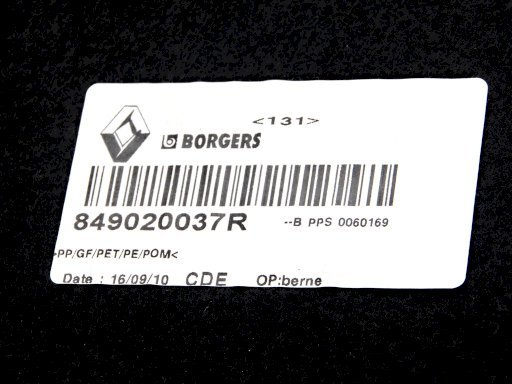 <131>
BORGERS
849020037R --B PPS 0060169
-PP/GF/PET/PE/POM<
Date : 16/09/10 CDE OP:berne